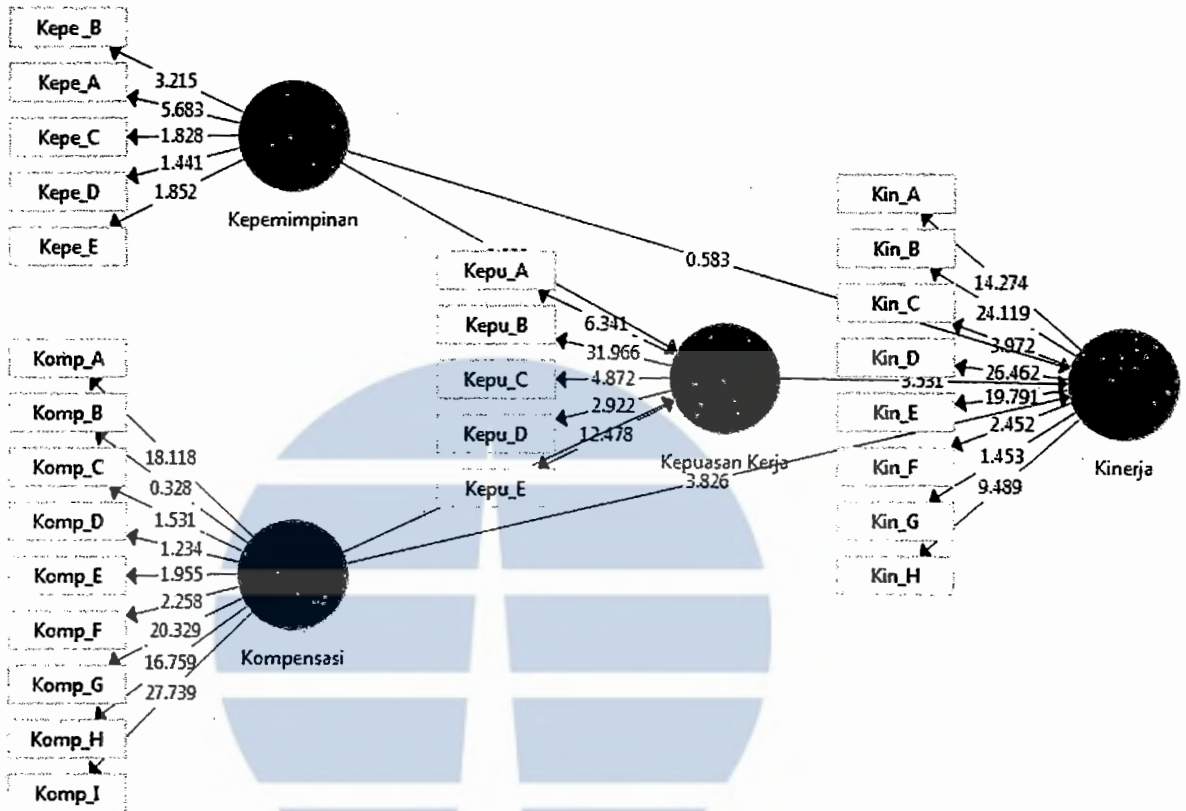 Kepe_B
Kepe_A
Kepe_C
Kepe_D
Kepe_E
3.215
5.683
1.828
1.441
1.852
Kepemimpinan
0.583
Kepu_A
Kepu_B
Kepu_C
Kepu_D
Kepu_E
6.341
31.966
4.872
2.922
12.478
Kepuasan Kerja
3.531
3.826
Kin_A
Kin_B
Kin_C
Kin_D
Kin_E
Kin_F
Kin_G
Kin_H
14.274
24.119
3.972
26.462
19.791
2.452
1.453
9.489
Kinerja
Komp_A
Komp_B
Komp_C
Komp_D
Komp_E
Komp_F
Komp_G
Komp_H
Komp_I
18.118
0.328
1.531
1.234
1.955
2.258
20.329
16.759
27.739
Kompensasi